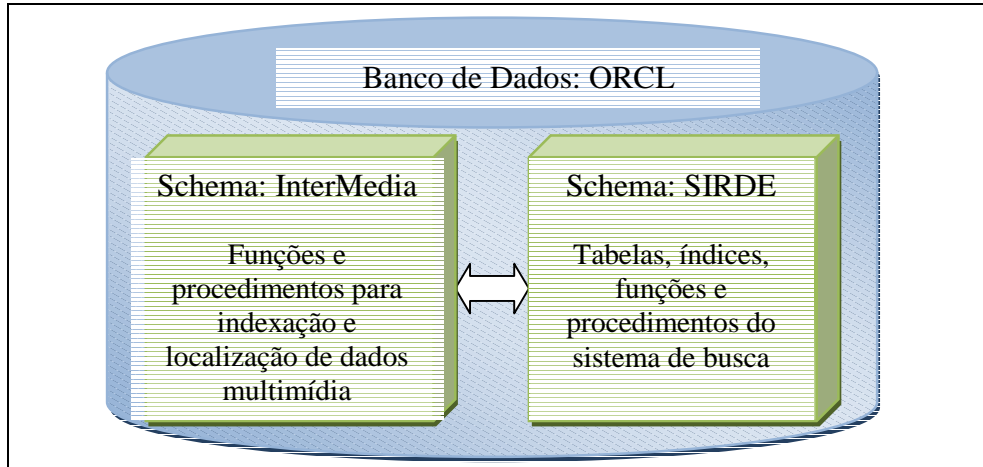 Banco de Dados: ORCL
Schema: InterMedia
Funções e
procedimentos para
indexação e
localização de dados
multimídia
Schema: SIRDE
Tabelas, índices,
funções e
procedimentos do
sistema de busca